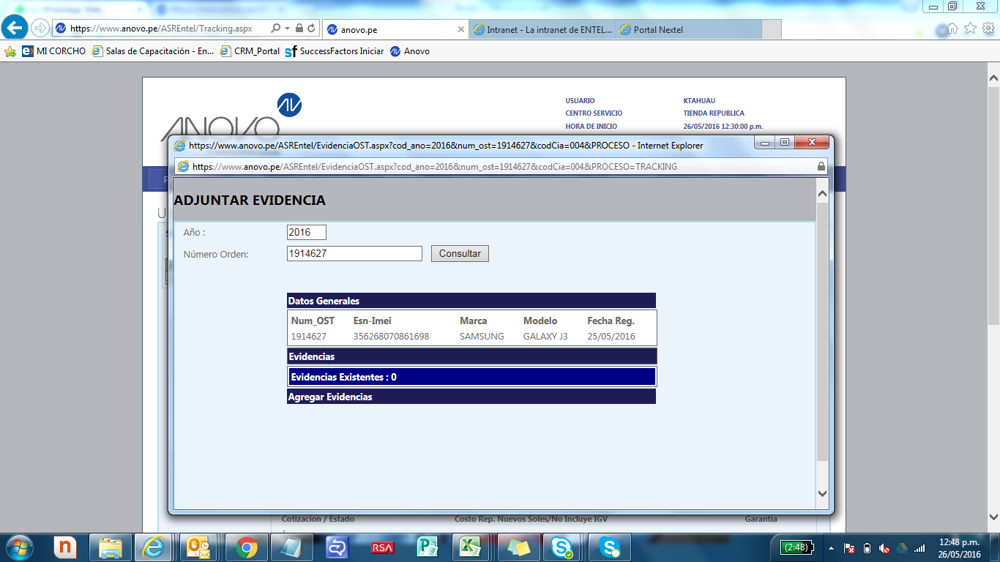 https://www.anovo.pe/ASREntel/Tracking.aspx
anovo.pe
Intranet - La intranet de ENTEL...
Portal Nextel
MI CORCHO
Salas de Capacitación - En...
CRM_Portal
SuccessFactors Iniciar
Anovo
ANOVO
USUARIO KTAHUAU
CENTRO SERVICIO TIENDA REPUBLICA
HORA DE INICIO 26/05/2016 12:30:00 p.m.
https://www.anovo.pe/ASREntel/EvidenciaOST.aspx?cod_ano=2016&num_ost=1914627&codCia=004&PROCESO - Internet Explorer
https://www.anovo.pe/ASREntel/EvidenciaOST.aspx?cod_ano=2016&num_ost=1914627&codCia=004&PROCESO=TRACKING
ADJUNTAR EVIDENCIA
Año : 2016
Número Orden: 1914627 Consultar
Datos Generales
Num_OST Esn-Imei Marca Modelo Fecha Reg.
1914627 356268070861698 SAMSUNG GALAXY J3 25/05/2016
Evidencias
Evidencias Existentes : 0
Agregar Evidencias
Cotizacion / Estado Costo Rep. Nuevos Soles/No Incluye IGV Garantia
n
RSA
(2:48)
12:48 p.m.
26/05/2016